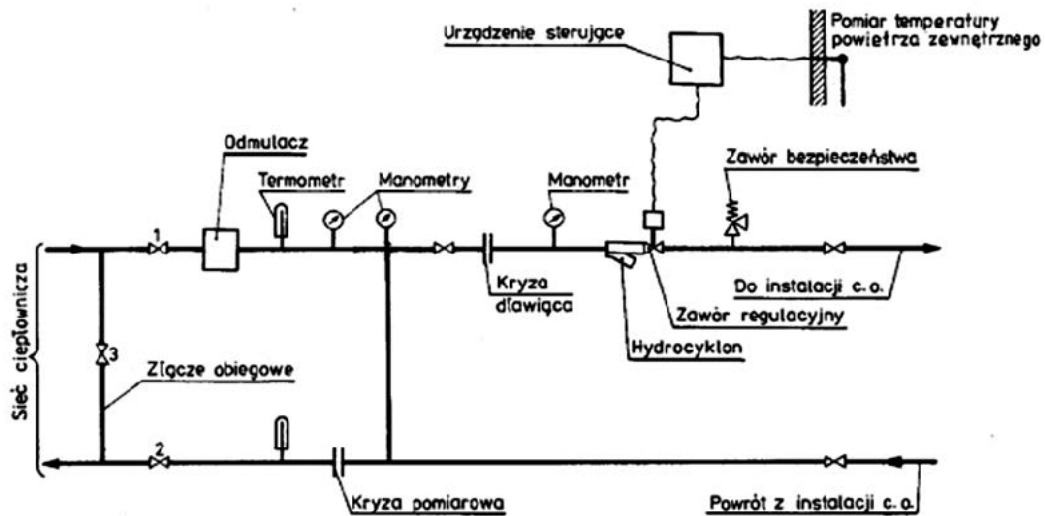 Urządzenie sterujące
Pomiar temperatury
powietrza zewnętrznego
Odmulacz
Zawór bezpieczeństwa
Termometr
Manometry
Manometr
1
Kryza
dławiąca
Do instalacji c.o.
Zawór regulacyjny
Hydrocyklon
3
Złącze obiegowe
Sieć ciepłownicza
2
Kryza pomiarowa
Powrót z instalacji c.o.